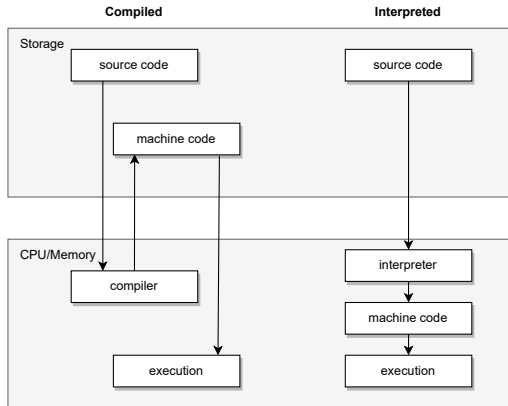 Compiled
Interpreted
Storage
source code
source code
machine code
CPU/Memory
interpreter
compiler
machine code
execution
execution